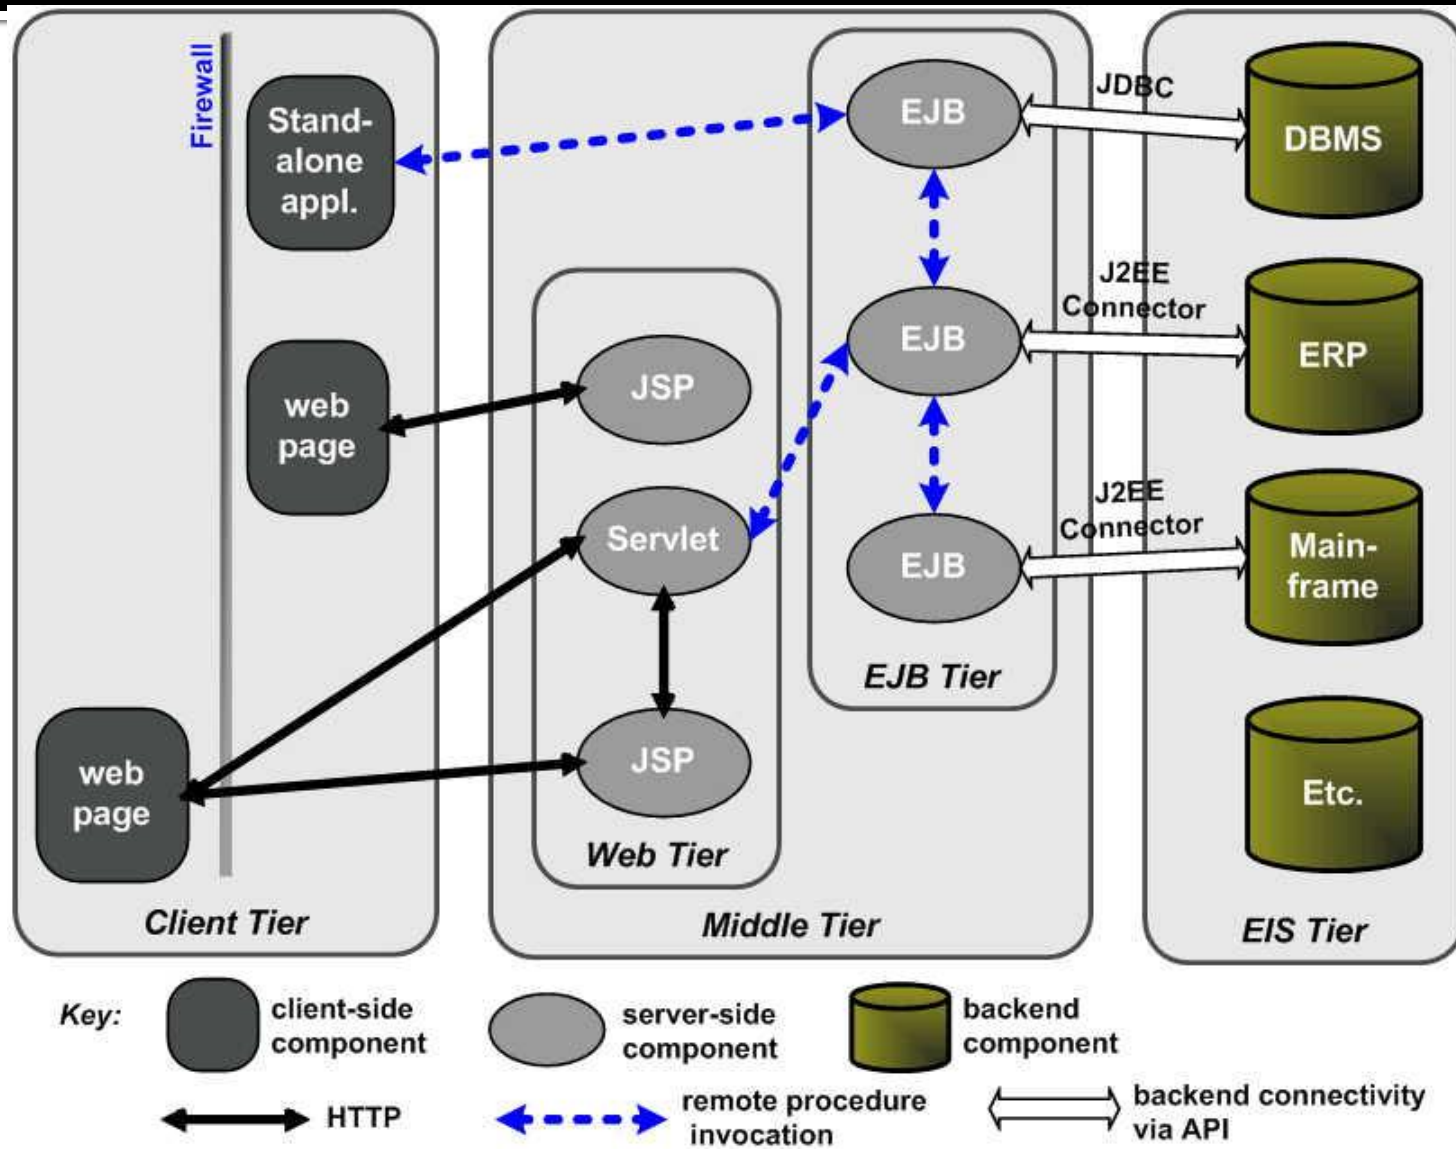 Firewall
Stand-
alone
appl.
web
page
web
page
Client Tier
JSP
Servlet
JSP
Web Tier
EJB
EJB
EJB
EJB Tier
Middle Tier
JDBC
J2EE
Connector
J2EE
Connector
DBMS
ERP
Main-
frame
Etc.
EIS Tier
Key:
client-side
component
server-side
component
backend
component
HTTP
remote procedure
invocation
backend connectivity
via API